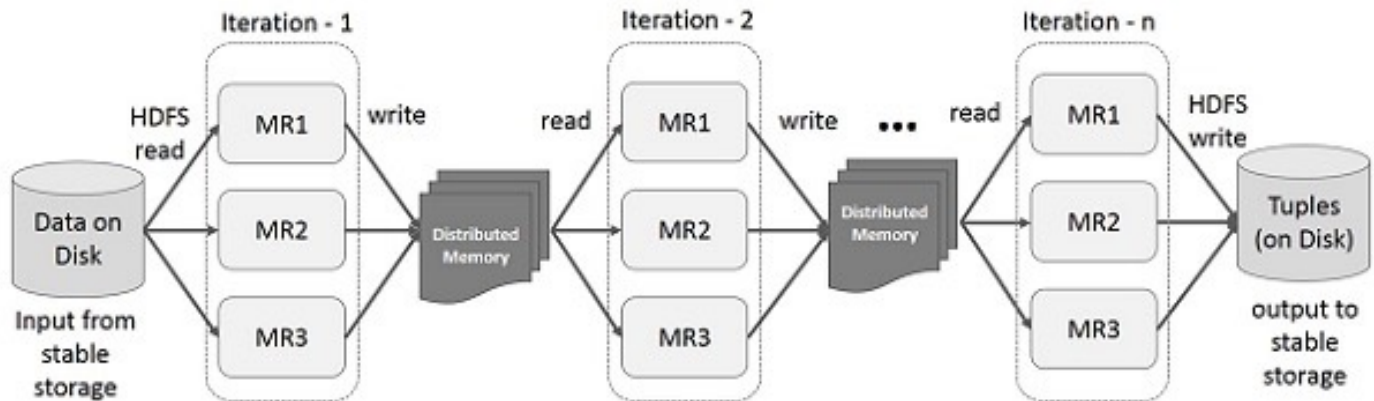 Iteration - 1
Iteration - 2
Iteration - n
HDFS
read
MR1
write
read
MR1
write
...
read
MR1
HDFS
write
Data on
Disk
MR2
Distributed
Memory
MR2
Distributed
Memory
MR2
Tuples
(on Disk)
Input from
stable
storage
MR3
MR3
MR3
output to
stable
storage